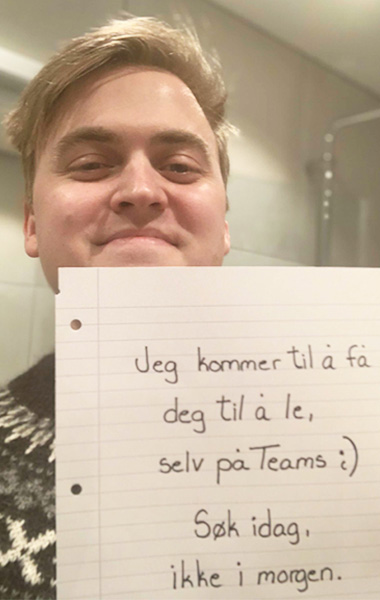 Jeg kommer til å få
deg til å le,
selv på Teams :)
Søk idag,
ikke i morgen.